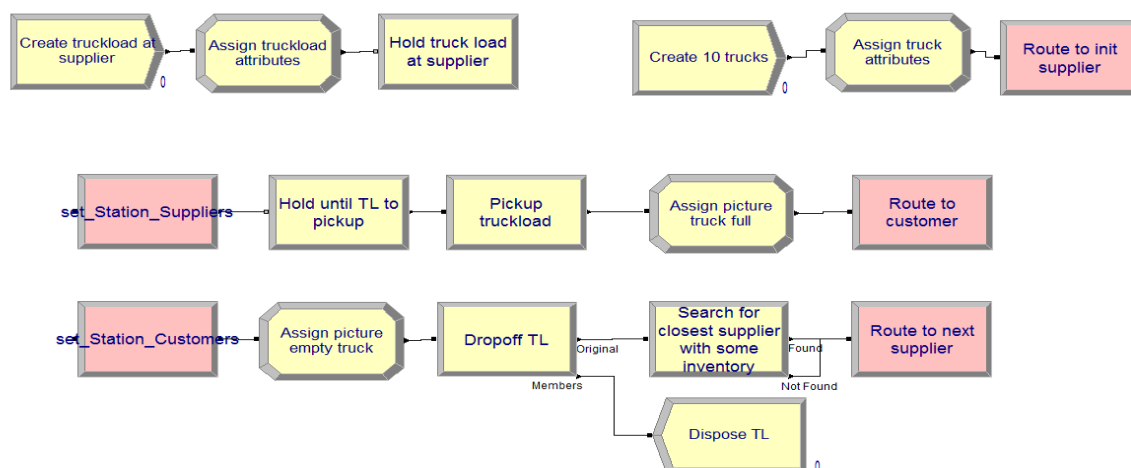 Create truckload at
supplier
0
Assign truckload
attributes
Hold truck load
at supplier
Create 10 trucks
0
Assign truck
attributes
Route to init
supplier
set_Station_Suppliers
Hold until TL to
pickup
Pickup
truckload
Assign picture
truck full
Route to
customer
set_Station_Customers
Assign picture
empty truck
Dropoff TL
Original
Members
Search for
closest supplier
with some
inventory
Found
Not Found
Route to next
supplier
Dispose TL
0